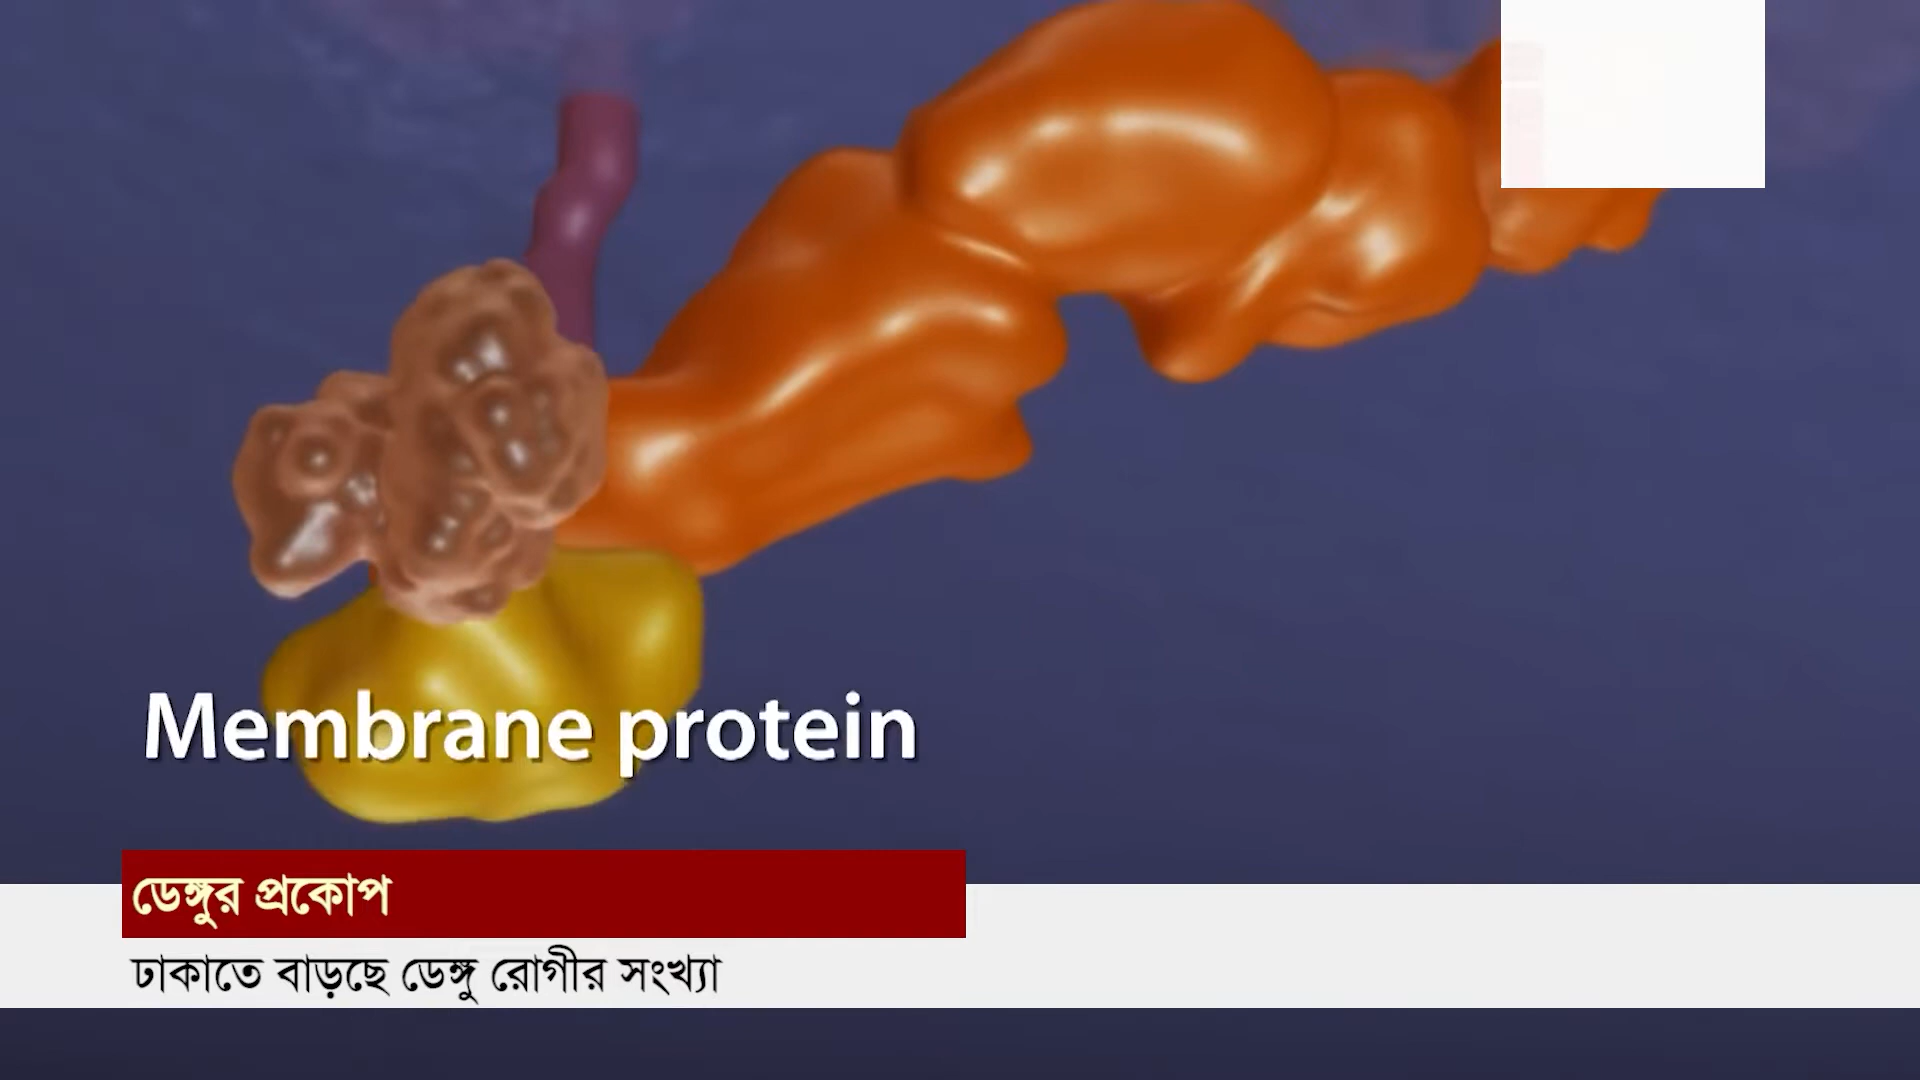 Membrane protein
ডেঙ্গুর প্রকোপ
ঢাকাতে বাড়ছে ডেঙ্গু রোগীর সংখ্যা